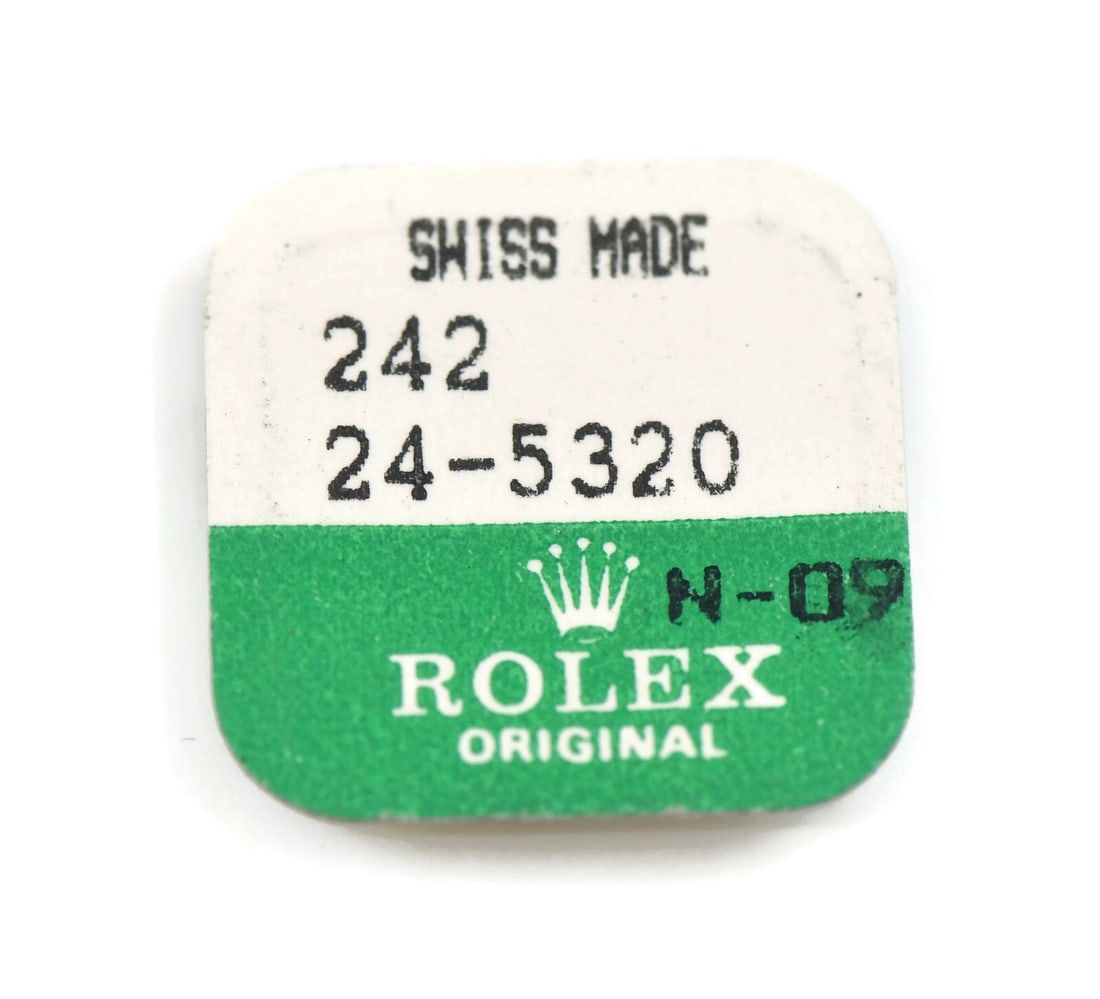 SWISS MADE
242
24-5320
N-09
ROLEX
ORIGINAL